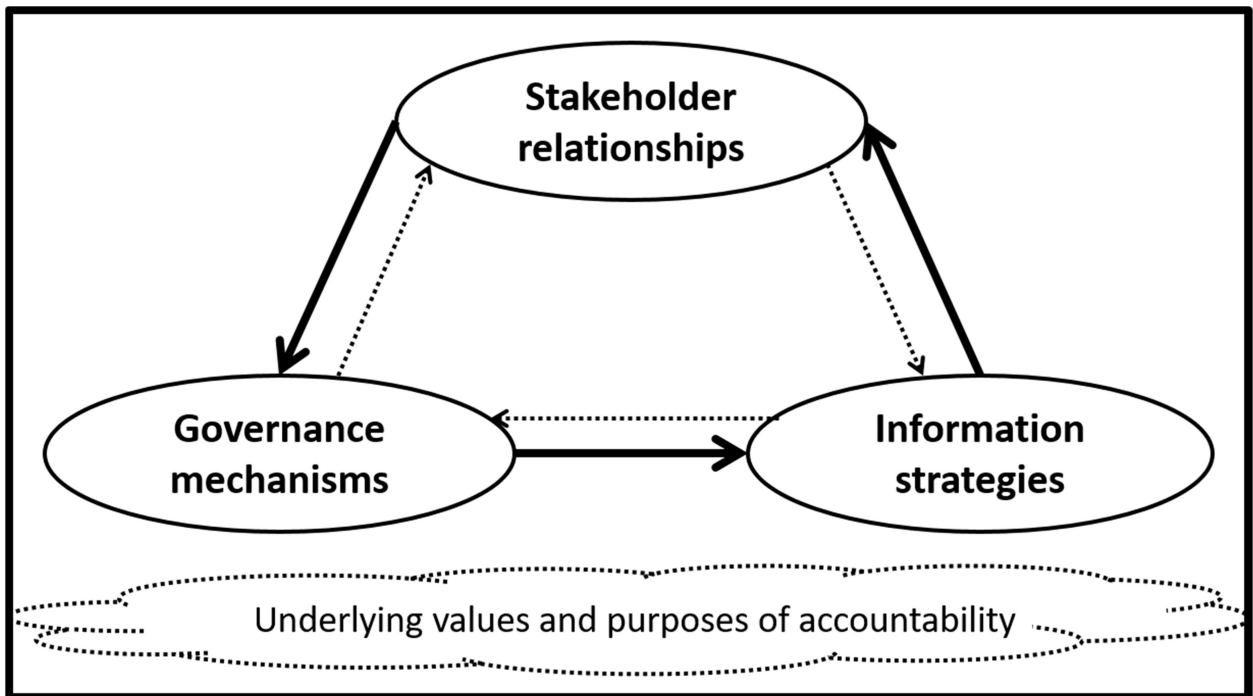 Stakeholder
relationships
Governance
mechanisms
Information
strategies
Underlying values and purposes of accountability